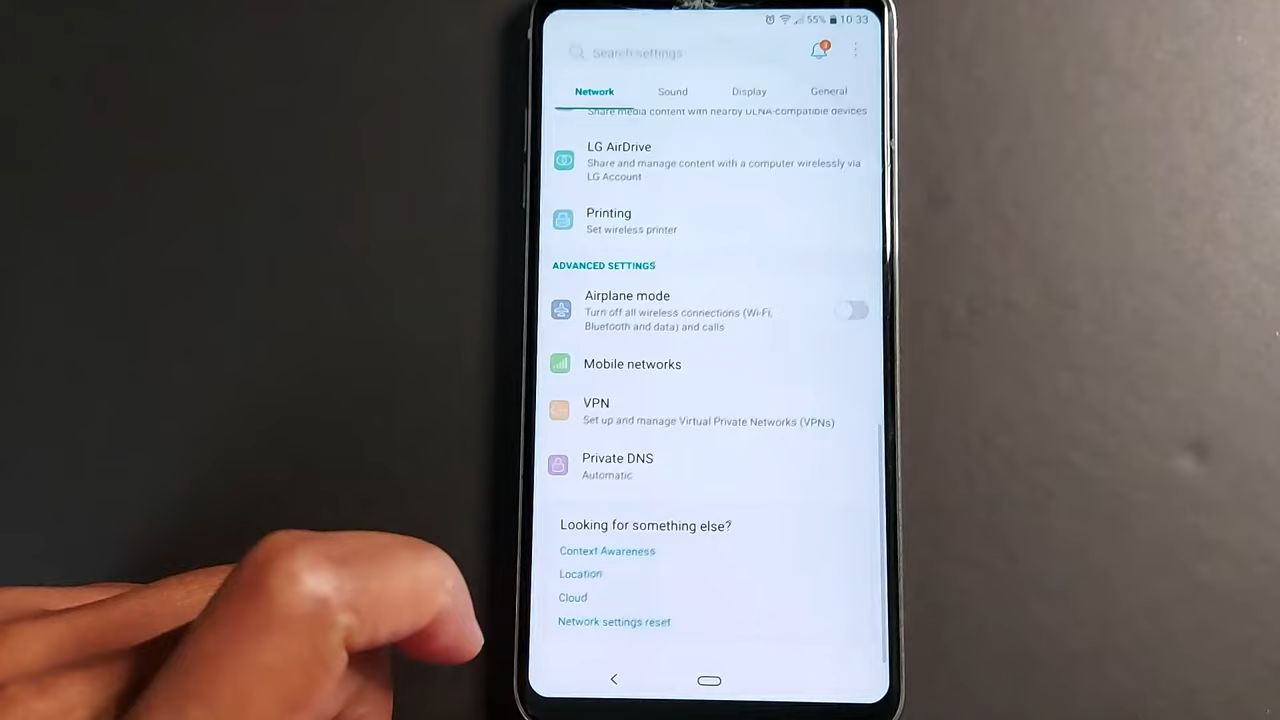 55% 10:33
Search settings
Network Sound Display General
Share media content with nearby DLNA-compatible devices
LG AirDrive
Share and manage content with a computer wirelessly via
LG Account
Printing
Set wireless printer
ADVANCED SETTINGS
Airplane mode
Turn off all wireless connections (Wi-Fi,
Bluetooth and data) and calls
Mobile networks
VPN
Set up and manage Virtual Private Networks (VPNs)
Private DNS
Automatic
Looking for something else?
Context Awareness
Location
Cloud
Network settings reset